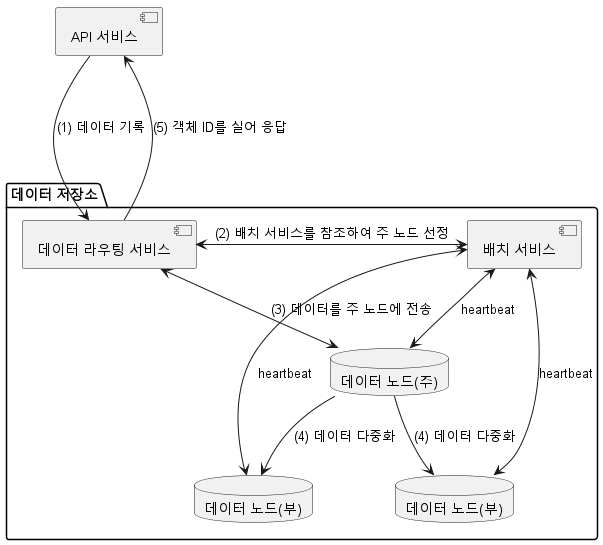 API 서비스
(1) 데이터 기록
(5) 객체 ID를 실어 응답
데이터 저장소
데이터 라우팅 서비스
(2) 배치 서비스를 참조하여 주 노드 선정
배치 서비스
(3) 데이터를 주 노드에 전송
heartbeat
heartbeat
heartbeat
데이터 노드(주)
(4) 데이터 다중화
(4) 데이터 다중화
데이터 노드(부)
데이터 노드(부)